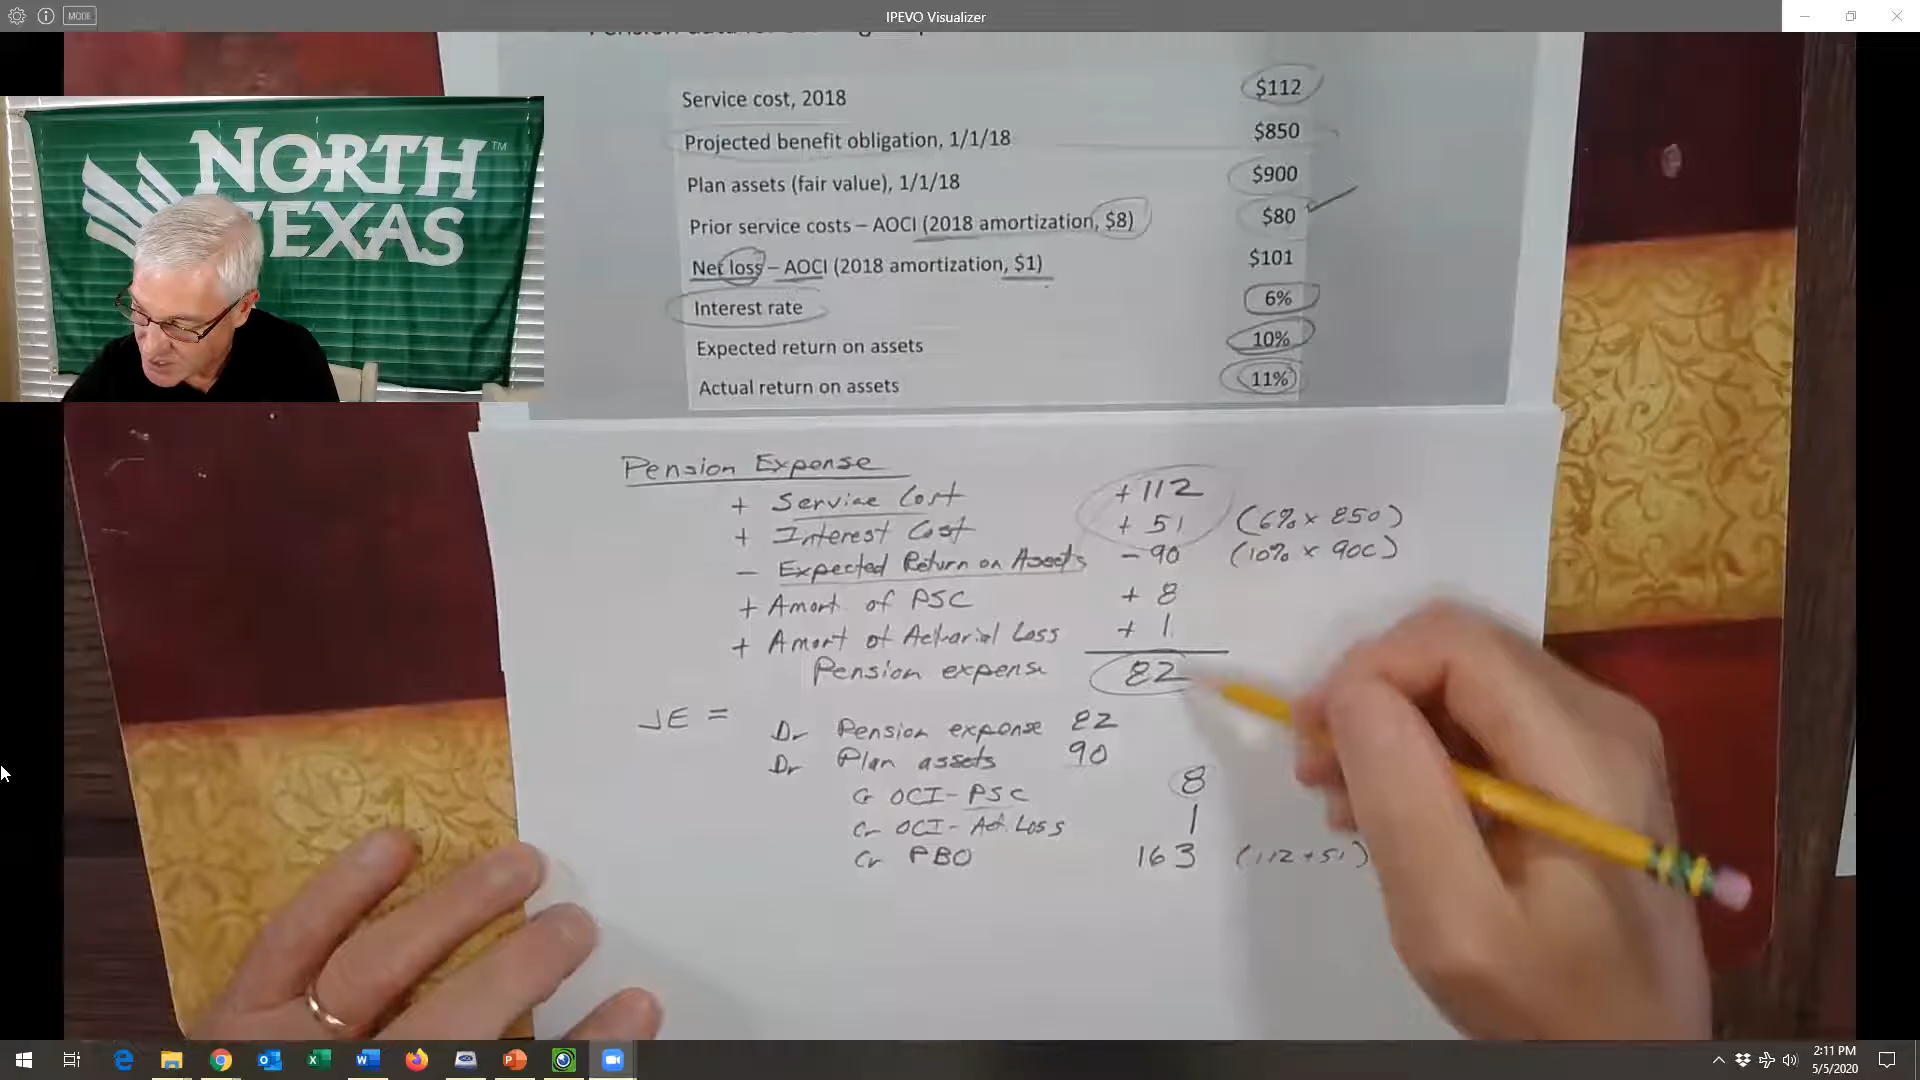 MODE
IPEVO Visualizer
NORTH TEXAS™
Service cost, 2018 $112
Projected benefit obligation, 1/1/18 $850
Plan assets (fair value), 1/1/18 $900
Prior service costs – AOCI (2018 amortization, $8) $80
Net loss – AOCI (2018 amortization, $1) $101
Interest rate 6%
Expected return on assets 10%
Actual return on assets 11%
Pension Expense
+ Service Cost + 112
+ Interest Cost + 51 (6% x 850)
– Expected Return on Assets – 90 (10% x 900)
+ Amort of PSC + 8
+ Amort of Actuarial Loss + 1
Pension expense 82
JE =
Dr Pension expense 82
Dr Plan assets 90
Cr OCI- PSC 8
Cr OCI- Act. Loss 1
Cr PBO 163 (112+51)
2:11 PM
5/5/2020